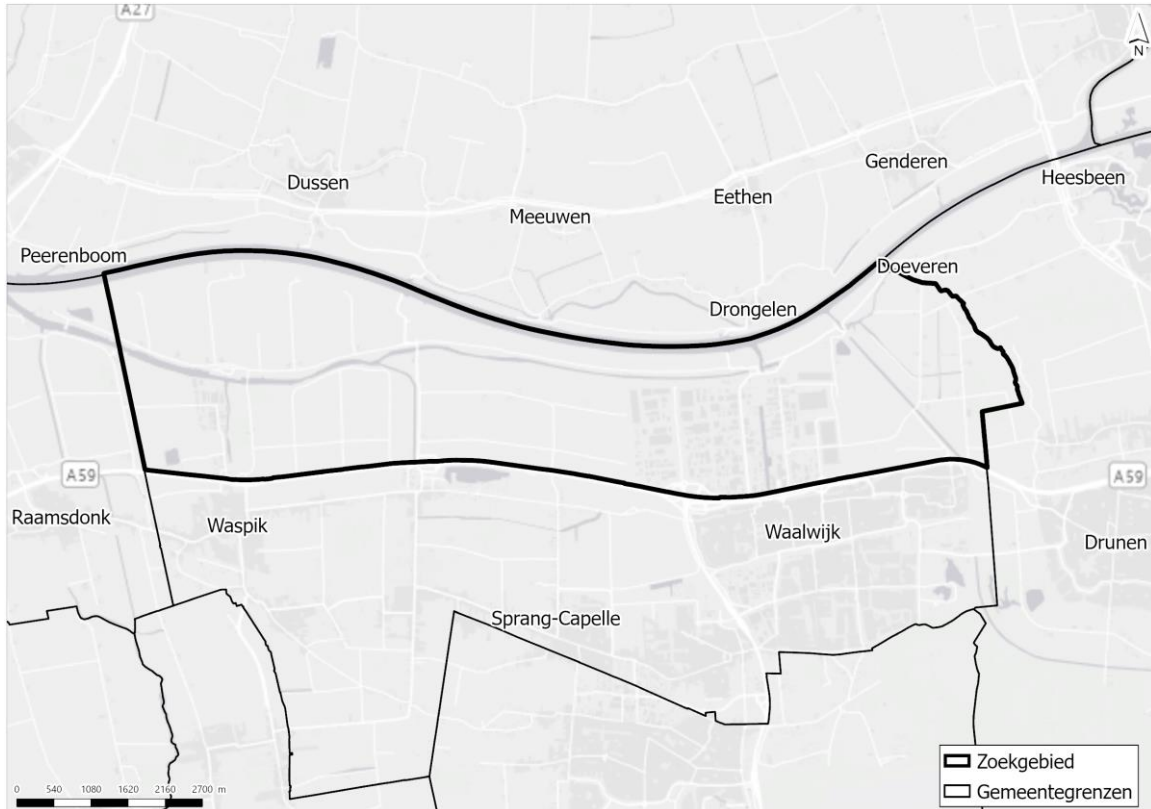 A27
N
Genderen
Heesbeen
Dussen
Eethen
Meeuwen
Peerenboom
Doeveren
Drongelen
A59
A59
Raamsdonk
Waspik
Waalwijk
Drunen
Sprang-Capelle
Zoekgebied
Gemeentegrenzen
0 540 1080 1620 2160 2700 m